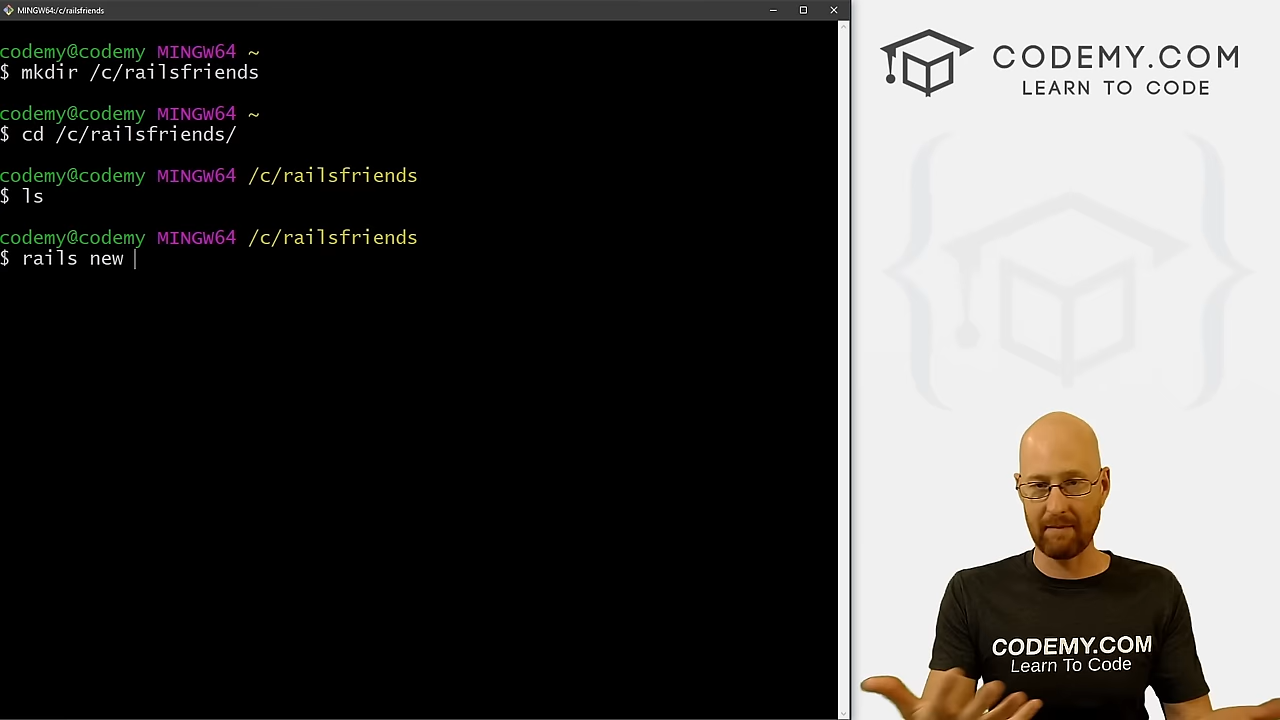 MINGW64:/c/railsfriends
codemy@codemy MINGW64 ~
$ mkdir /c/railsfriends
codemy@codemy MINGW64 ~
$ cd /c/railsfriends/
codemy@codemy MINGW64 /c/railsfriends
$ ls
codemy@codemy MINGW64 /c/railsfriends
$ rails new
CODEMY.COM
LEARN TO CODE
CODEMY.COM
Learn To Code